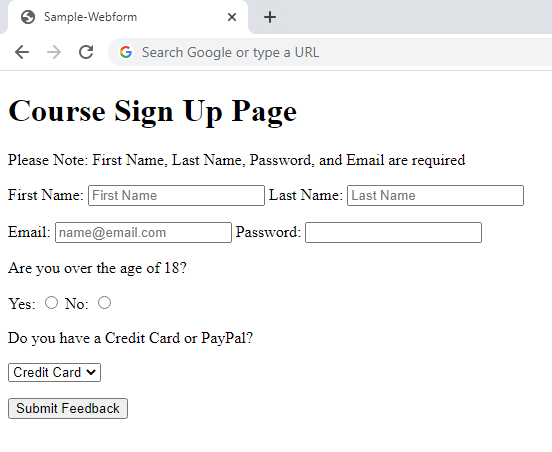 Sample-Webform
Search Google or type a URL
Course Sign Up Page
Please Note: First Name, Last Name, Password, and Email are required
First Name: First Name Last Name: Last Name
Email: name@email.com Password:
Are you over the age of 18?
Yes: No:
Do you have a Credit Card or PayPal?
Credit Card
Submit Feedback